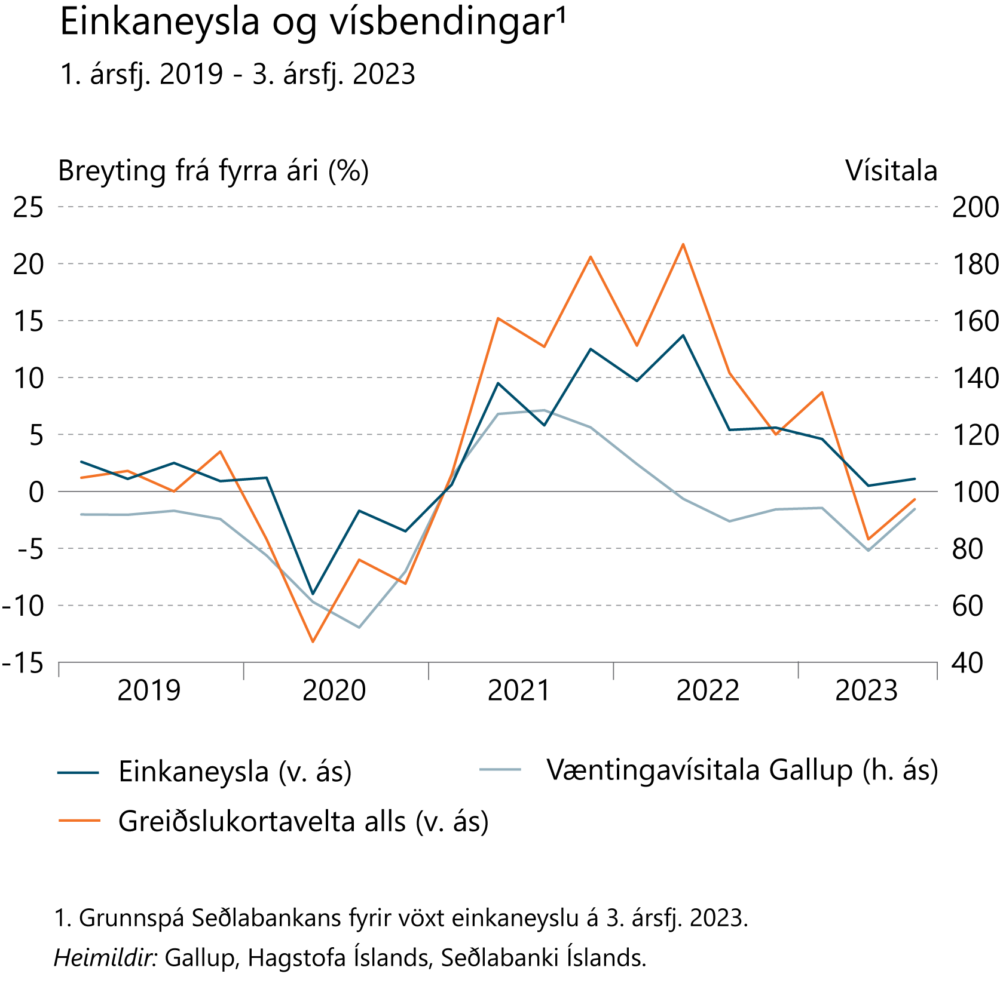 Einkaneysla og vísbendingar¹
1. ársfj. 2019 - 3. ársfj. 2023
Breyting frá fyrra ári (%) Vísitala
25 200
20 180
15 160
10 140
5 120
0 100
-5 80
-10 60
-15 40
2019 2020 2021 2022 2023
Einkaneysla (v. ás) Væntingavísitala Gallup (h. ás)
Greiðslukortavelta alls (v. ás)
1. Grunnspá Seðlabankans fyrir vöxt einkaneyslu á 3. ársfj. 2023.
Heimildir: Gallup, Hagstofa Íslands, Seðlabanki Íslands.